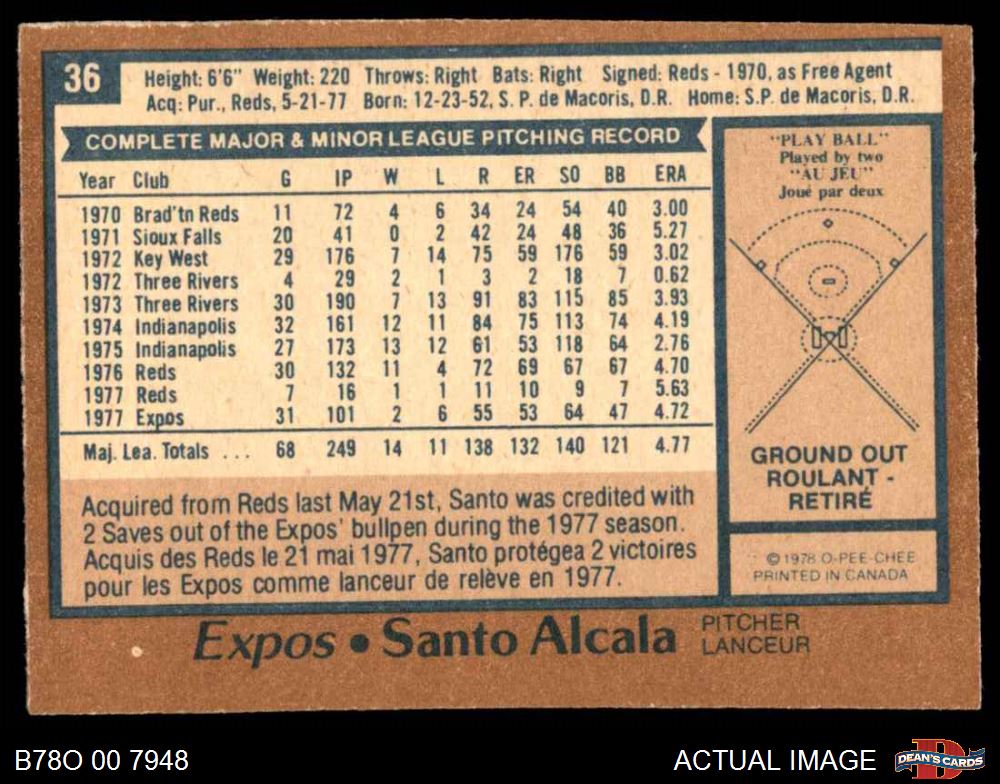 36
Height: 6'6" Weight: 220 Throws: Right Bats: Right Signed: Reds - 1970, as Free Agent
Acq: Pur., Reds, 5-21-77 Born: 12-23-52, S. P. de Macoris, D.R. Home: S.P. de Macoris, D.R.
COMPLETE MAJOR & MINOR LEAGUE PITCHING RECORD
Year Club G IP W L R ER SO BB ERA
1970 Brad'tn Reds 11 72 4 6 34 24 54 40 3.00
1971 Sioux Falls 20 41 0 2 42 24 48 36 5.27
1972 Key West 29 176 7 14 75 59 176 59 3.02
1972 Three Rivers 4 29 2 1 3 2 18 7 0.62
1973 Three Rivers 30 190 7 13 91 83 115 85 3.93
1974 Indianapolis 32 161 12 11 84 75 113 74 4.19
1975 Indianapolis 27 173 13 12 61 53 118 64 2.76
1976 Reds 30 132 11 4 72 69 67 67 4.70
1977 Reds 7 16 1 1 11 10 9 7 5.63
1977 Expos 31 101 2 6 55 53 64 47 4.72
Maj. Lea. Totals ... 68 249 14 11 138 132 140 121 4.77
Acquired from Reds last May 21st, Santo was credited with
2 Saves out of the Expos' bullpen during the 1977 season.
Acquis des Reds le 21 mai 1977, Santo protégea 2 victoires
pour les Expos comme lanceur de relève en 1977.
"PLAY BALL"
Played by two
"AU JEU"
Joué par deux
GROUND OUT
ROULANT -
RETIRÉ
© 1978 O-PEE-CHEE
PRINTED IN CANADA
Expos • Santo Alcala
PITCHER
LANCEUR
B78O 00 7948
ACTUAL IMAGE
DEAN'S CARDS